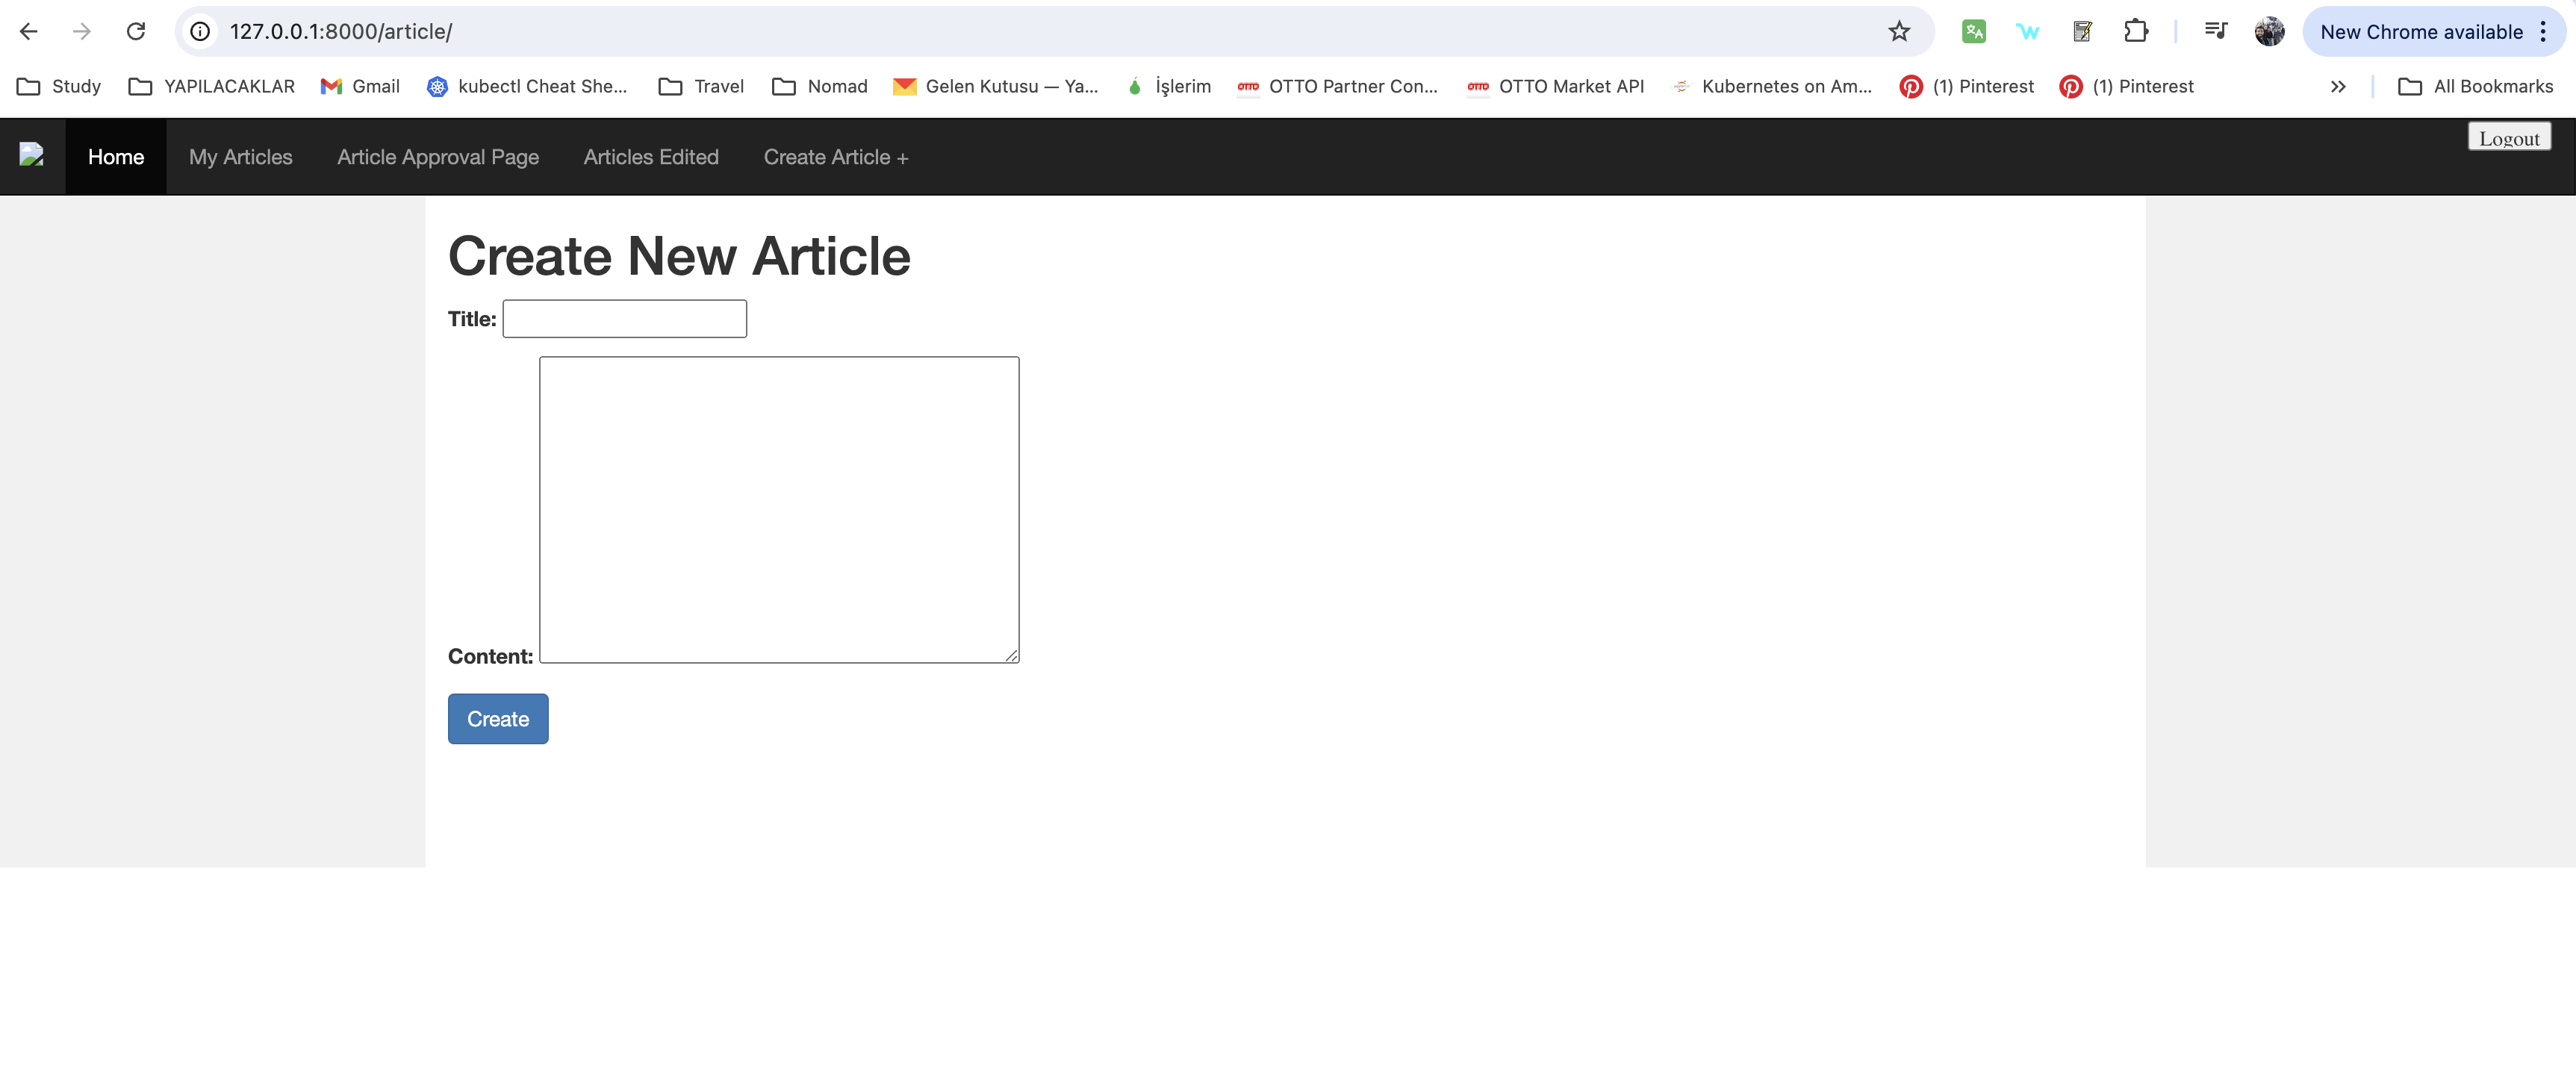 127.0.0.1:8000/article/
New Chrome available
Study YAPILACAKLAR Gmail kubectl Cheat She... Travel Nomad Gelen Kutusu — Ya... İşlerim OTTO Partner Con... OTTO Market API Kubernetes on Am... (1) Pinterest (1) Pinterest » All Bookmarks
Home My Articles Article Approval Page Articles Edited Create Article + Logout
Create New Article
Title:
Content:
Create